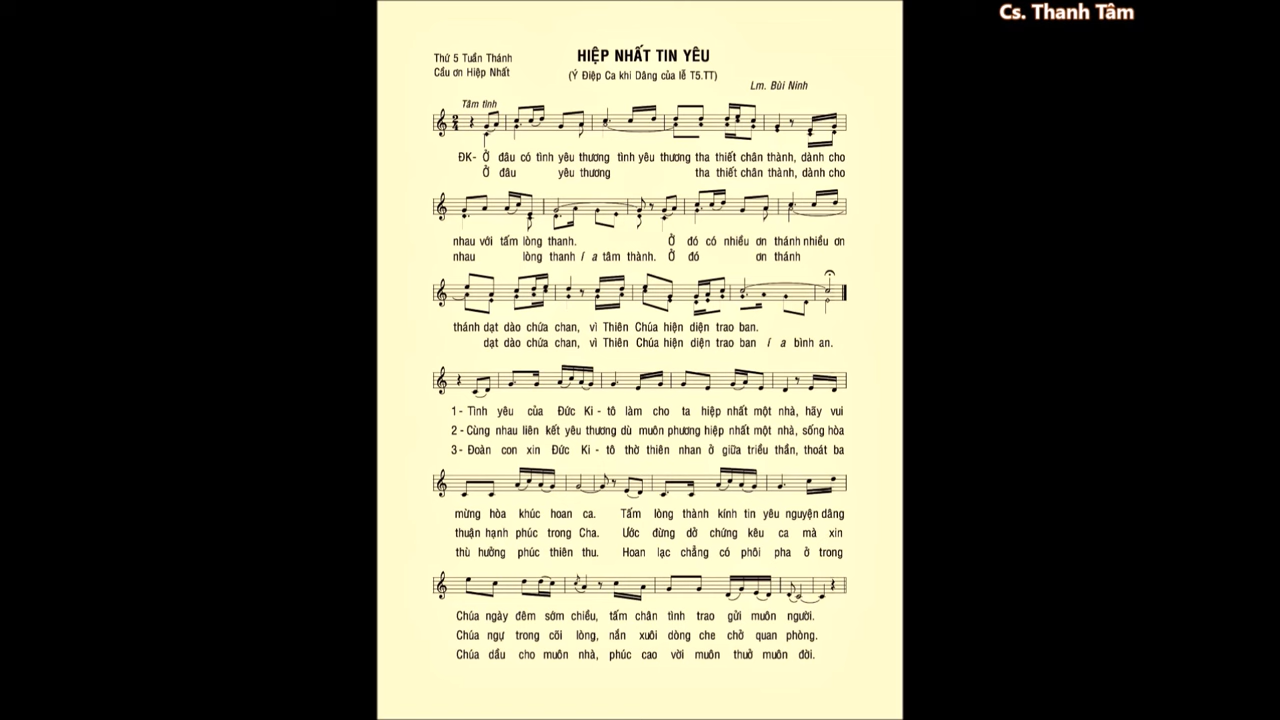 Cs. Thanh Tâm
Thứ 5 Tuần Thánh
Cầu ơn Hiệp Nhất
HIỆP NHẤT TIN YÊU
(Ý Điệp Ca khi Dâng của lễ T5.TT)
Lm. Bùi Ninh
Tâm tình
ĐK- Ở đâu có tình yêu thương tình yêu thương tha thiết chân thành, dành cho
Ở đâu yêu thương tha thiết chân thành, dành cho
nhau với tấm lòng thanh. Ở đó có nhiều ơn thánh nhiều ơn
nhau lòng thanh í a tâm thành. Ở đó ơn thánh
thánh dạt dào chứa chan, vì Thiên Chúa hiện diện trao ban.
dạt dào chứa chan, vì Thiên Chúa hiện diện trao ban í a bình an.
1- Tình yêu của Đức Ki - tô làm cho ta hiệp nhất một nhà, hãy vui
2- Cùng nhau liên kết yêu thương dù muôn phương hiệp nhất một nhà, sống hòa
3- Đoàn con xin Đức Ki - tô thờ thiên nhan ở giữa triều thần, thoát ba
mừng hòa khúc hoan ca. Tấm lòng thành kính tin yêu nguyện dâng
thuận hạnh phúc trong Cha. Ước đừng dở chứng kêu ca mà xin
thù hưởng phúc thiên thu. Hoan lạc chẳng có phôi pha ở trong
Chúa ngày đêm sớm chiều, tấm chân tình trao gửi muôn người.
Chúa ngự trong cõi lòng, nắn xuôi dòng che chở quan phòng.
Chúa dầu cho muôn nhà, phúc cao vời muôn thuở muôn đời.